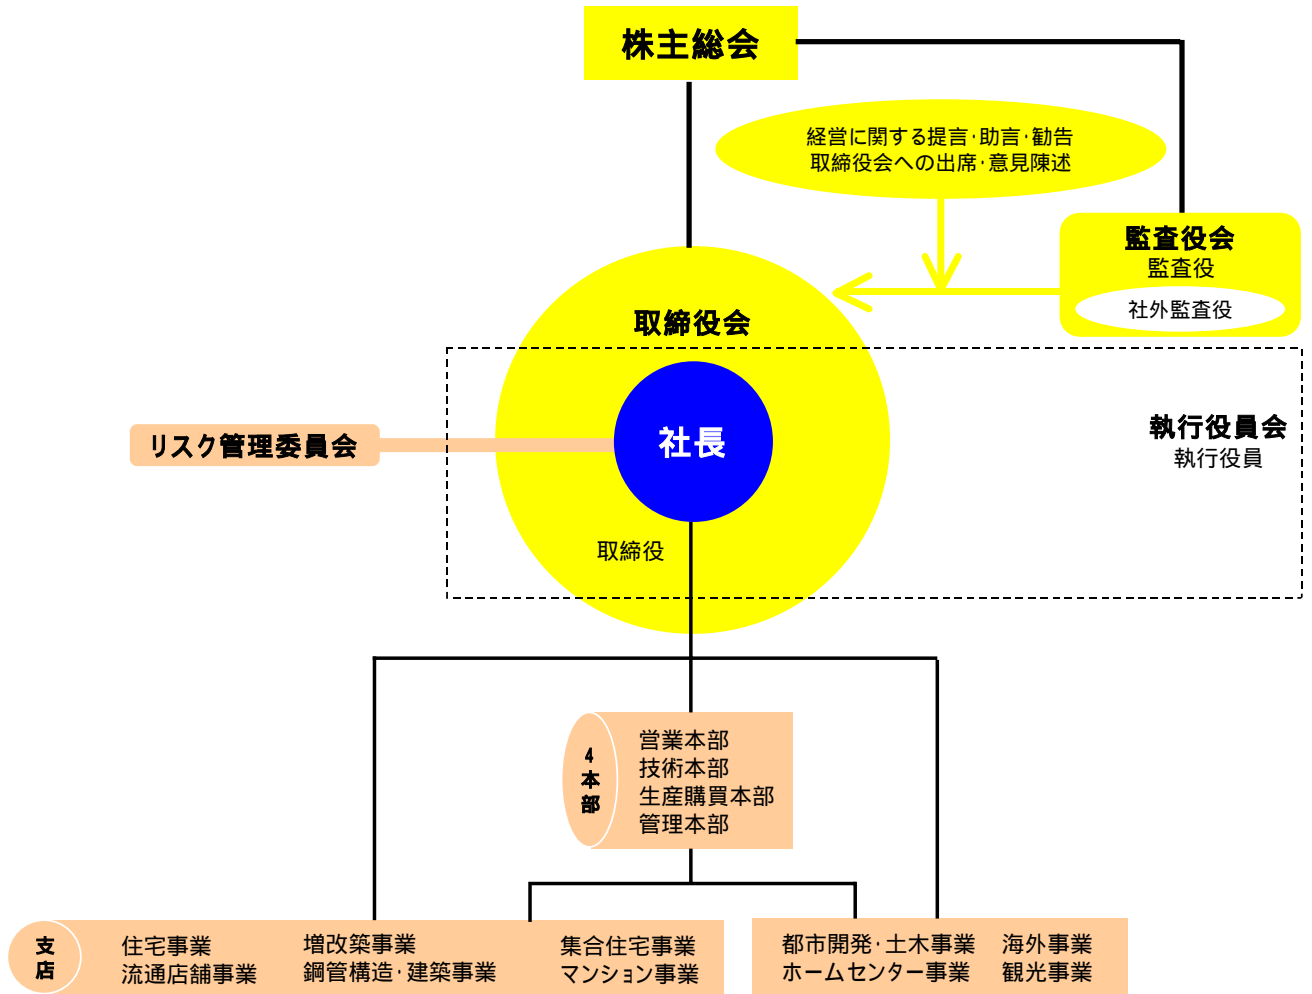 株主総会
経営に関する提言･助言･勧告
取締役会への出席･意見陳述
監査役会
監査役
社外監査役
取締役会
社長
リスク管理委員会
執行役員会
執行役員
取締役
4本部
営業本部
技術本部
生産購買本部
管理本部
支店
住宅事業
流通店舗事業
増改築事業
鋼管構造･建築事業
集合住宅事業
マンション事業
都市開発･土木事業
ホームセンター事業
海外事業
観光事業